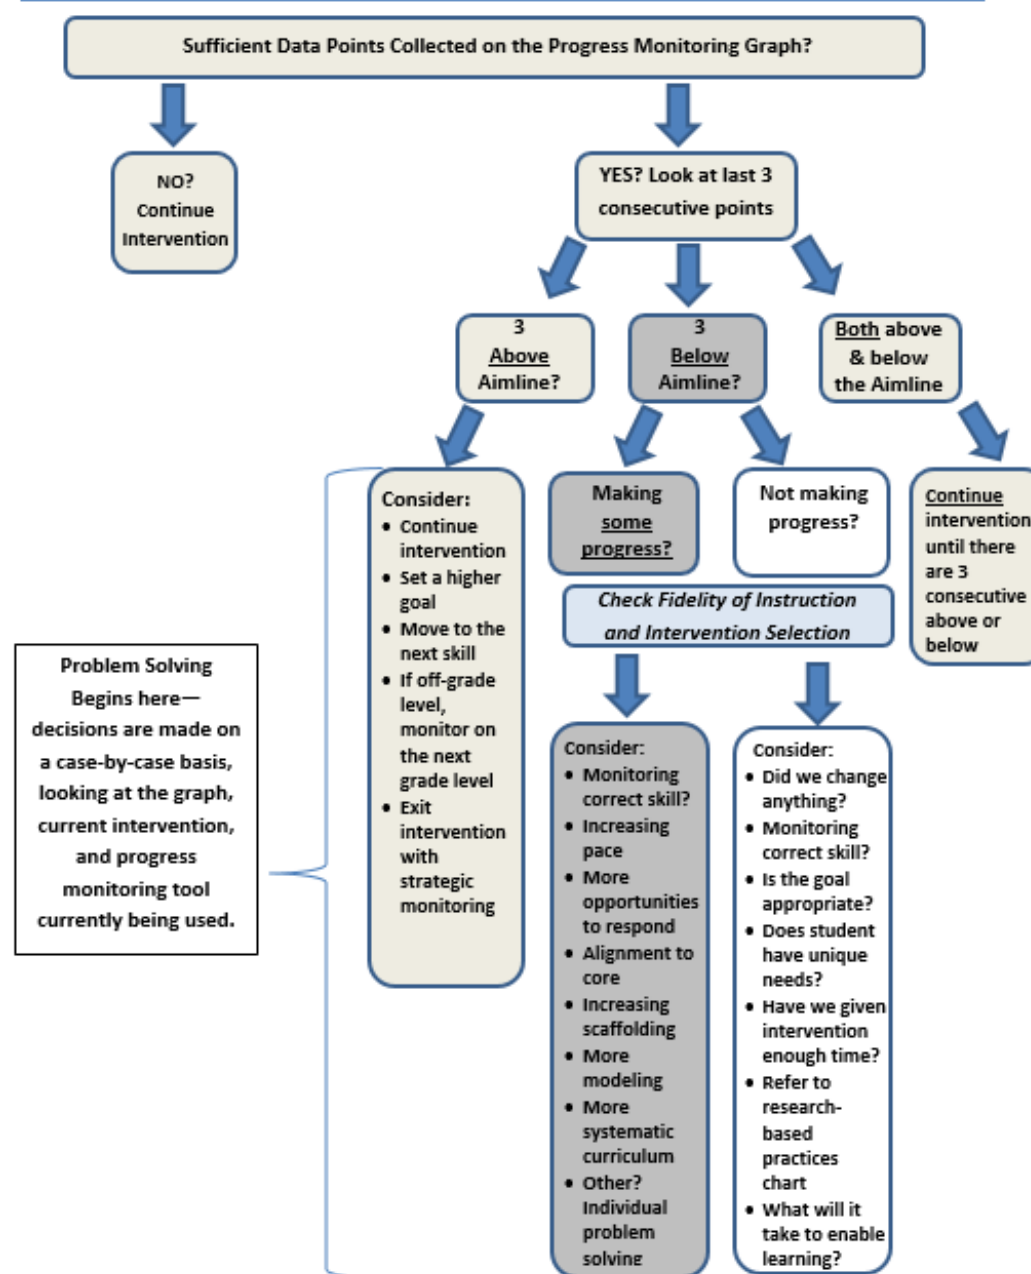 Sufficient Data Points Collected on the Progress Monitoring Graph?
NO?
Continue
Intervention
YES? Look at last 3
consecutive points
3
Above
Aimline?
3
Below
Aimline?
Both above
& below
the Aimline
Consider:
• Continue
intervention
• Set a higher
goal
• Move to the
next skill
• If off-grade
level,
monitor on
the next
grade level
• Exit
intervention
with
strategic
monitoring
Making
some
progress?
Not making
progress?
Continue
intervention
until there
are 3
consecutive
above or
below
Check Fidelity of Instruction
and Intervention Selection
Problem Solving
Begins here—
decisions are made on
a case-by-case basis,
looking at the graph,
current intervention,
and progress
monitoring tool
currently being used.
Consider:
• Monitoring
correct skill?
• Increasing
pace
• More
opportunities
to respond
• Alignment to
core
• Increasing
scaffolding
• More
modeling
• More
systematic
curriculum
• Other?
Individual
problem
solving
Consider:
• Did we change
anything?
• Monitoring
correct skill?
• Is the goal
appropriate?
• Does student
have unique
needs?
• Have we given
intervention
enough time?
• Refer to
research-
based
practices
chart
• What will it
take to enable
learning?